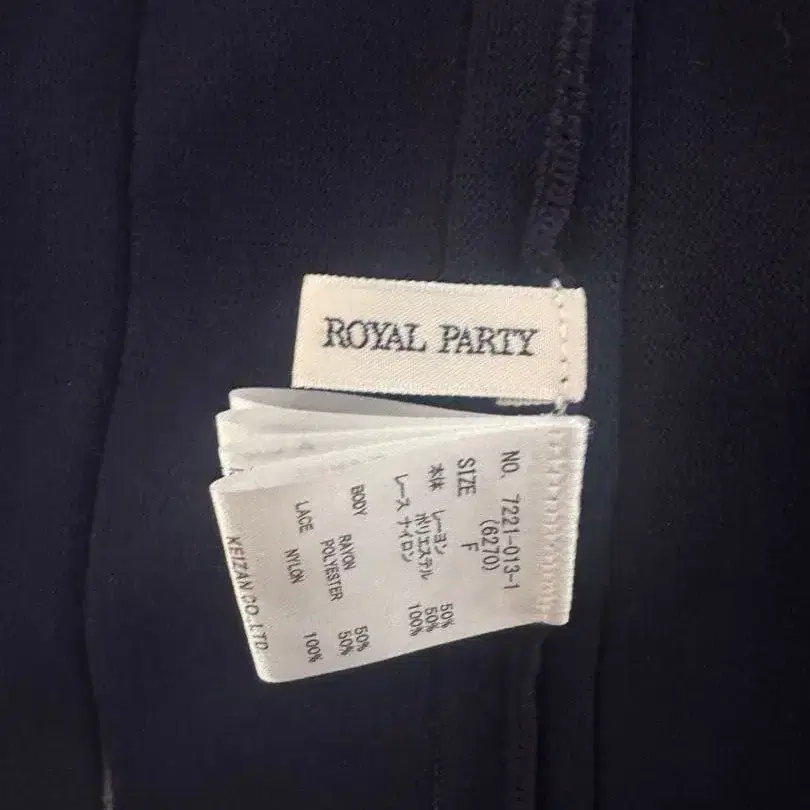 ROYAL PARTY
NO. 7221-013-1
(6270)
SIZE F
本体 レーヨン 50%
ポリエステル 50%
レース ナイロン 100%
BODY RAYON 50%
POLYESTER 50%
LACE NYLON 100%
KEIZAN CO.,LTD.